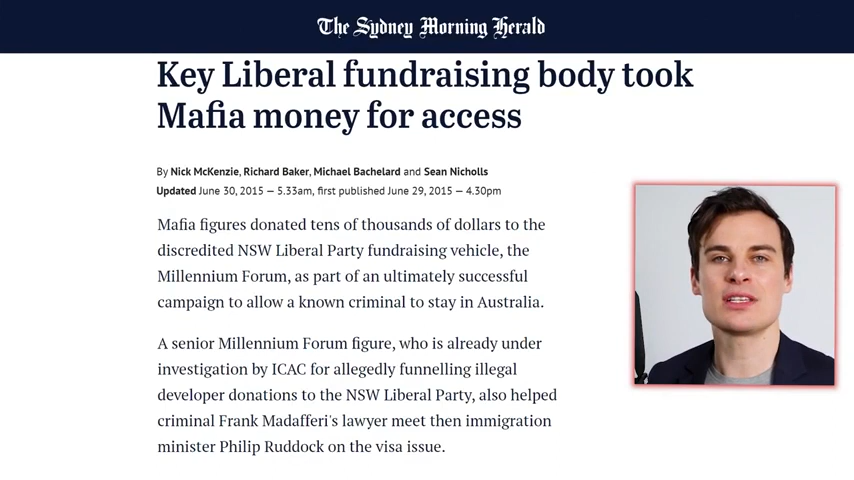 The Sydney Morning Herald
Key Liberal fundraising body took
Mafia money for access
By Nick McKenzie, Richard Baker, Michael Bachelard and Sean Nicholls
Updated June 30, 2015 — 5.33am, first published June 29, 2015 — 4.30pm
Mafia figures donated tens of thousands of dollars to the
discredited NSW Liberal Party fundraising vehicle, the
Millennium Forum, as part of an ultimately successful
campaign to allow a known criminal to stay in Australia.
A senior Millennium Forum figure, who is already under
investigation by ICAC for allegedly funnelling illegal
developer donations to the NSW Liberal Party, also helped
criminal Frank Madafferi's lawyer meet then immigration
minister Philip Ruddock on the visa issue.